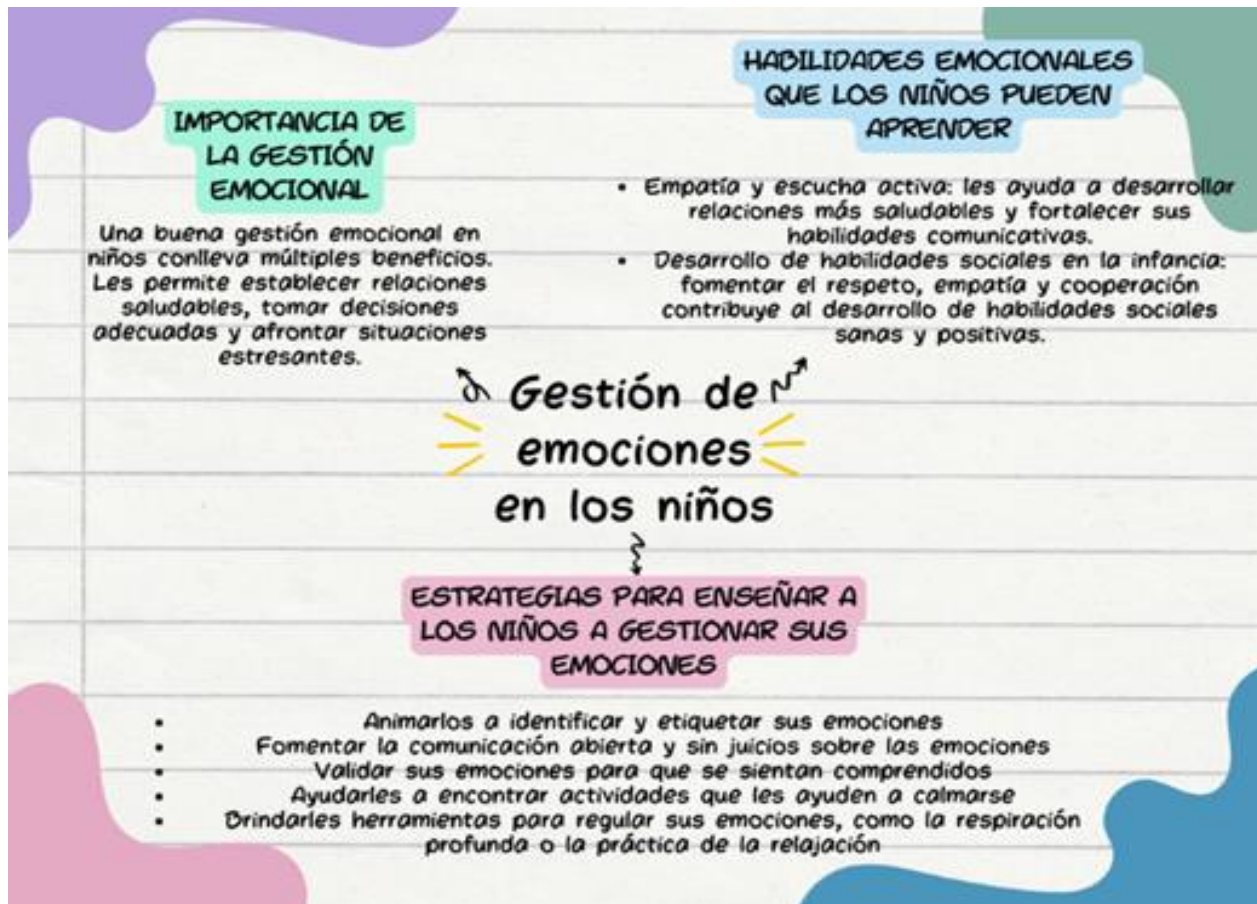 IMPORTANCIA DE
LA GESTIÓN
EMOCIONAL
Una buena gestión emocional en
niños conlleva múltiples beneficios.
Les permite establecer relaciones
saludables, tomar decisiones
adecuadas y afrontar situaciones
estresantes.
HABILIDADES EMOCIONALES
QUE LOS NIÑOS PUEDEN
APRENDER
• Empatía y escucha activa: les ayuda a desarrollar
relaciones más saludables y fortalecer sus
habilidades comunicativas.
• Desarrollo de habilidades sociales en la infancia:
fomentar el respeto, empatía y cooperación
contribuye al desarrollo de habilidades sociales
sanas y positivas.
Gestión de
emociones
en los niños
ESTRATEGIAS PARA ENSEÑAR A
LOS NIÑOS A GESTIONAR SUS
EMOCIONES
• Animarlos a identificar y etiquetar sus emociones
• Fomentar la comunicación abierta y sin juicios sobre las emociones
• Validar sus emociones para que se sientan comprendidos
• Ayudarles a encontrar actividades que les ayuden a calmarse
• Brindarles herramientas para regular sus emociones, como la respiración
profunda o la práctica de la relajación